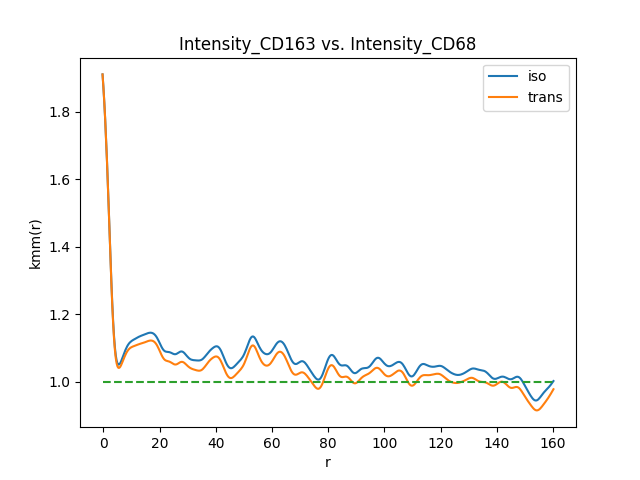 Intensity_CD163 vs. Intensity_CD68
iso
trans
kmm(r)
1.8
1.6
1.4
1.2
1.0
0 20 40 60 80 100 120 140 160
r